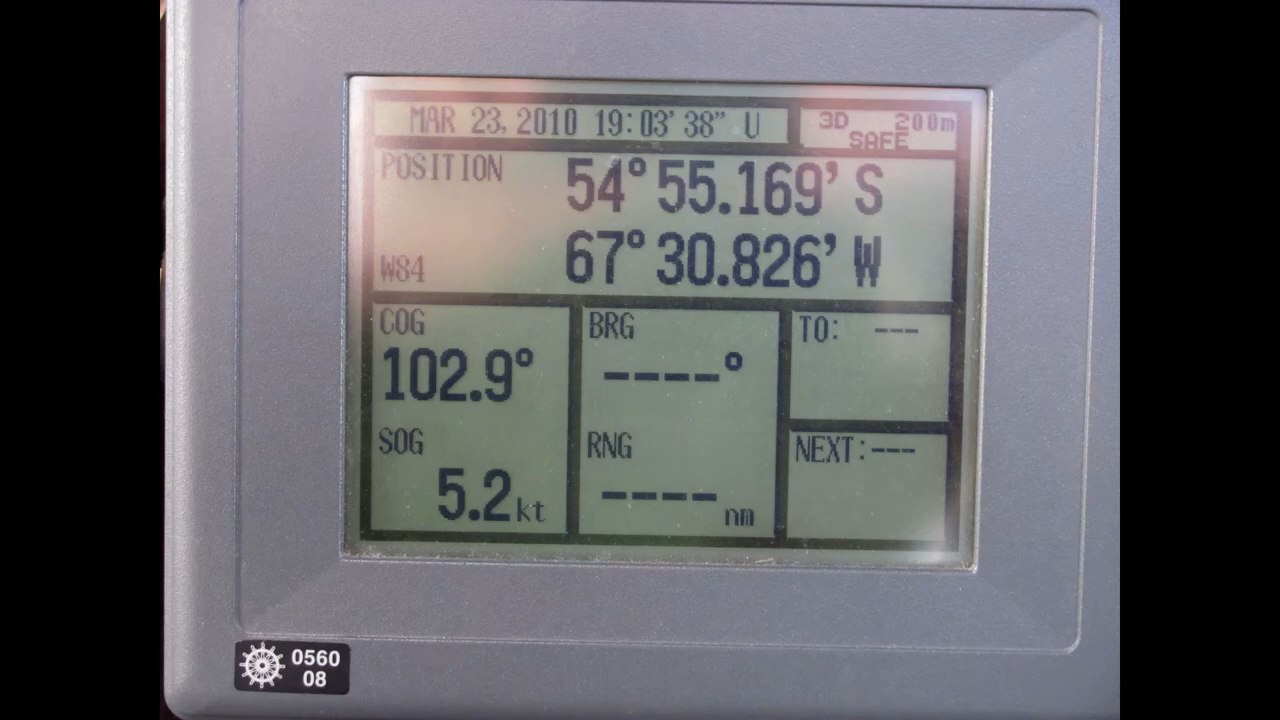 MAR 23, 2010 19:03'38" U
3D 200m
SAFE
POSITION 54°55.169' S
67°30.826' W
W84
COG
102.9°
SOG
5.2kt
BRG
----°
RNG
----nm
TO: ---
NEXT:---
0560
08